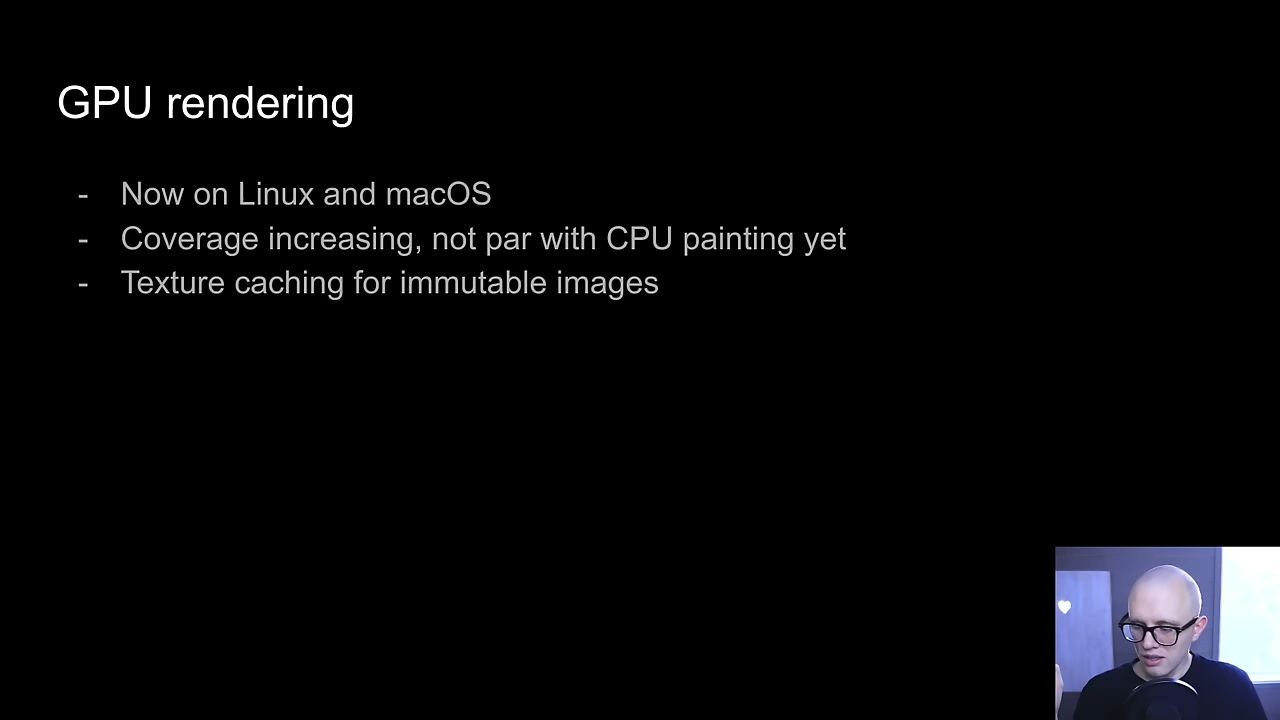 GPU rendering
- Now on Linux and macOS
- Coverage increasing, not par with CPU painting yet
- Texture caching for immutable images